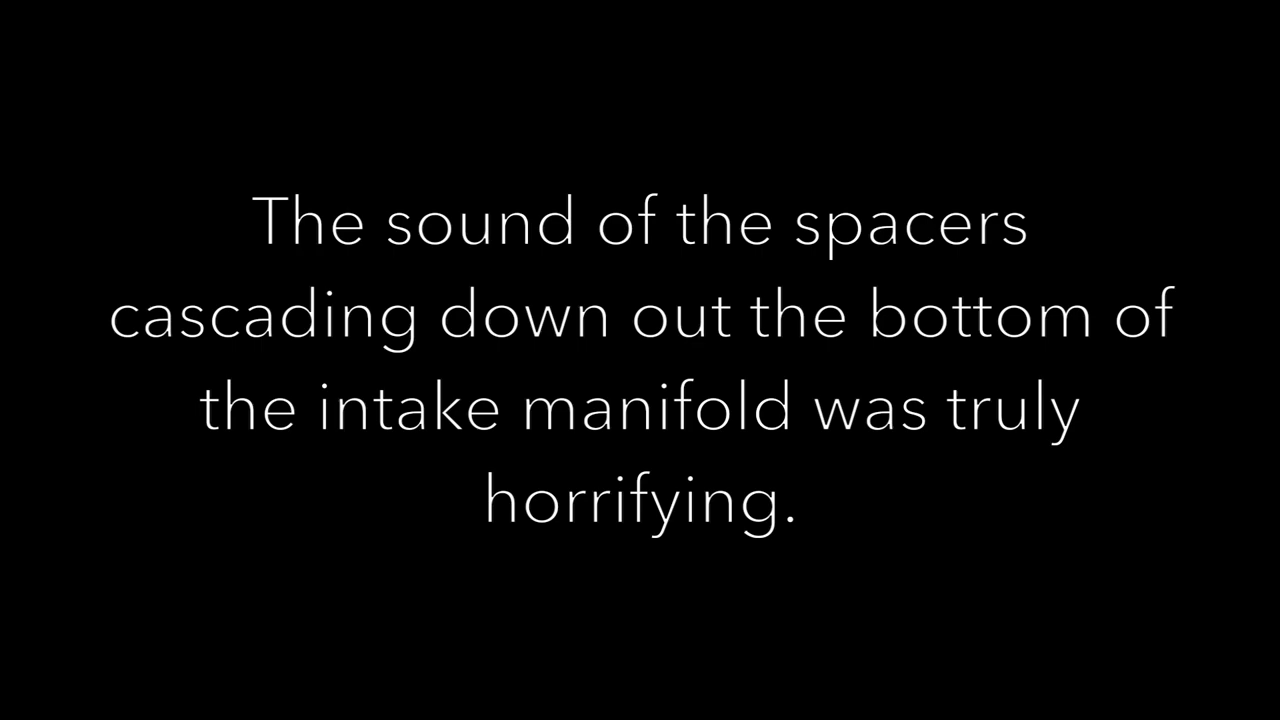 The sound of the spacers
cascading down out the bottom of
the intake manifold was truly
horrifying.